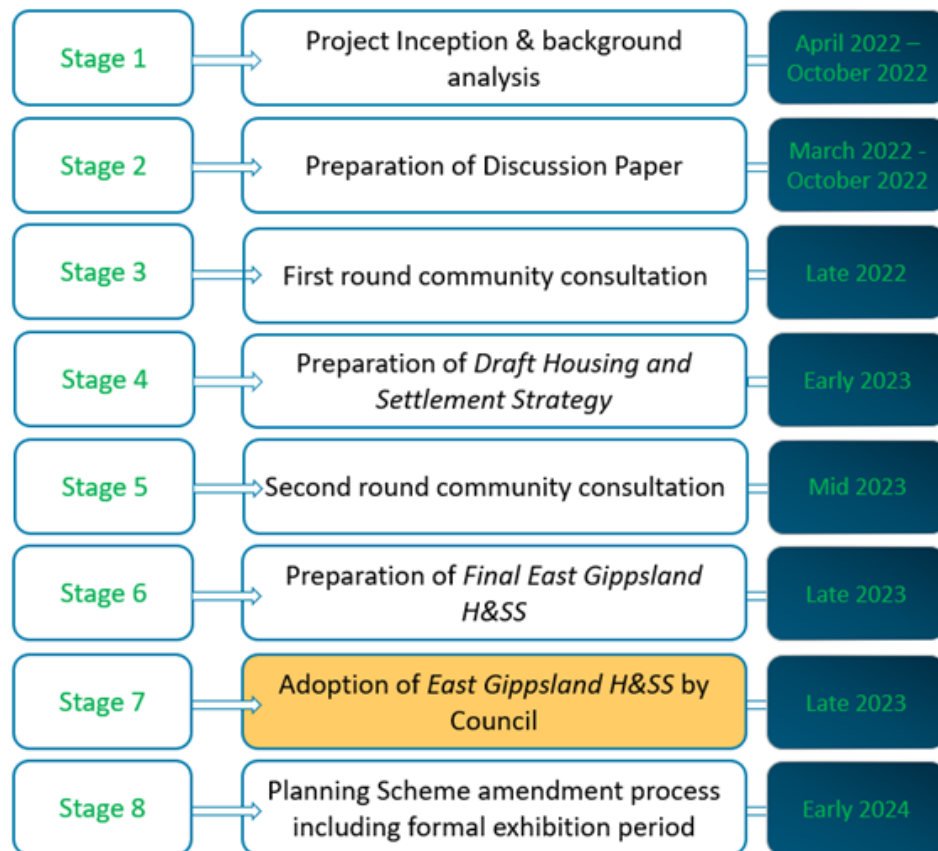 Stage 1
Project Inception & background
analysis
April 2022 –
October 2022
Stage 2
Preparation of Discussion Paper
March 2022 -
October 2022
Stage 3
First round community consultation
Late 2022
Stage 4
Preparation of Draft Housing and
Settlement Strategy
Early 2023
Stage 5
Second round community consultation
Mid 2023
Stage 6
Preparation of Final East Gippsland
H&SS
Late 2023
Stage 7
Adoption of East Gippsland H&SS by
Council
Late 2023
Stage 8
Planning Scheme amendment process
including formal exhibition period
Early 2024